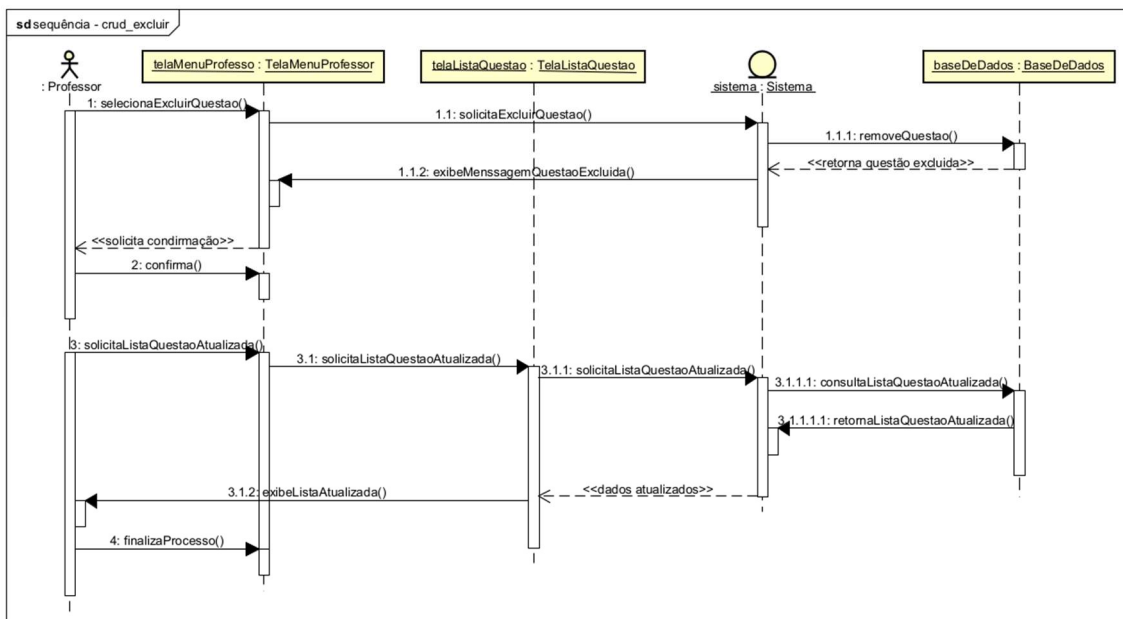 sd sequência - crud_excluir
: Professor
telaMenuProfesso : TelaMenuProfessor
telaListaQuestao : TelaListaQuestao
sistema : Sistema
baseDeDados : BaseDeDados
1: selecionaExcluirQuestao()
1.1: solicitaExcluirQuestao()
1.1.1: removeQuestao()
<<retorna questão excluida>>
1.1.2: exibeMenssagemQuestaoExcluida()
<<solicita condirmação>>
2: confirma()
3: solicitaListaQuestaoAtualizada()
3.1: solicitaListaQuestaoAtualizada()
3.1.1: solicitaListaQuestaoAtualizada()
3.1.1.1: consultaListaQuestaoAtualizada()
3.1.1.1.1: retornaListaQuestaoAtualizada()
<<dados atualizados>>
3.1.2: exibeListaAtualizada()
4: finalizaProcesso()